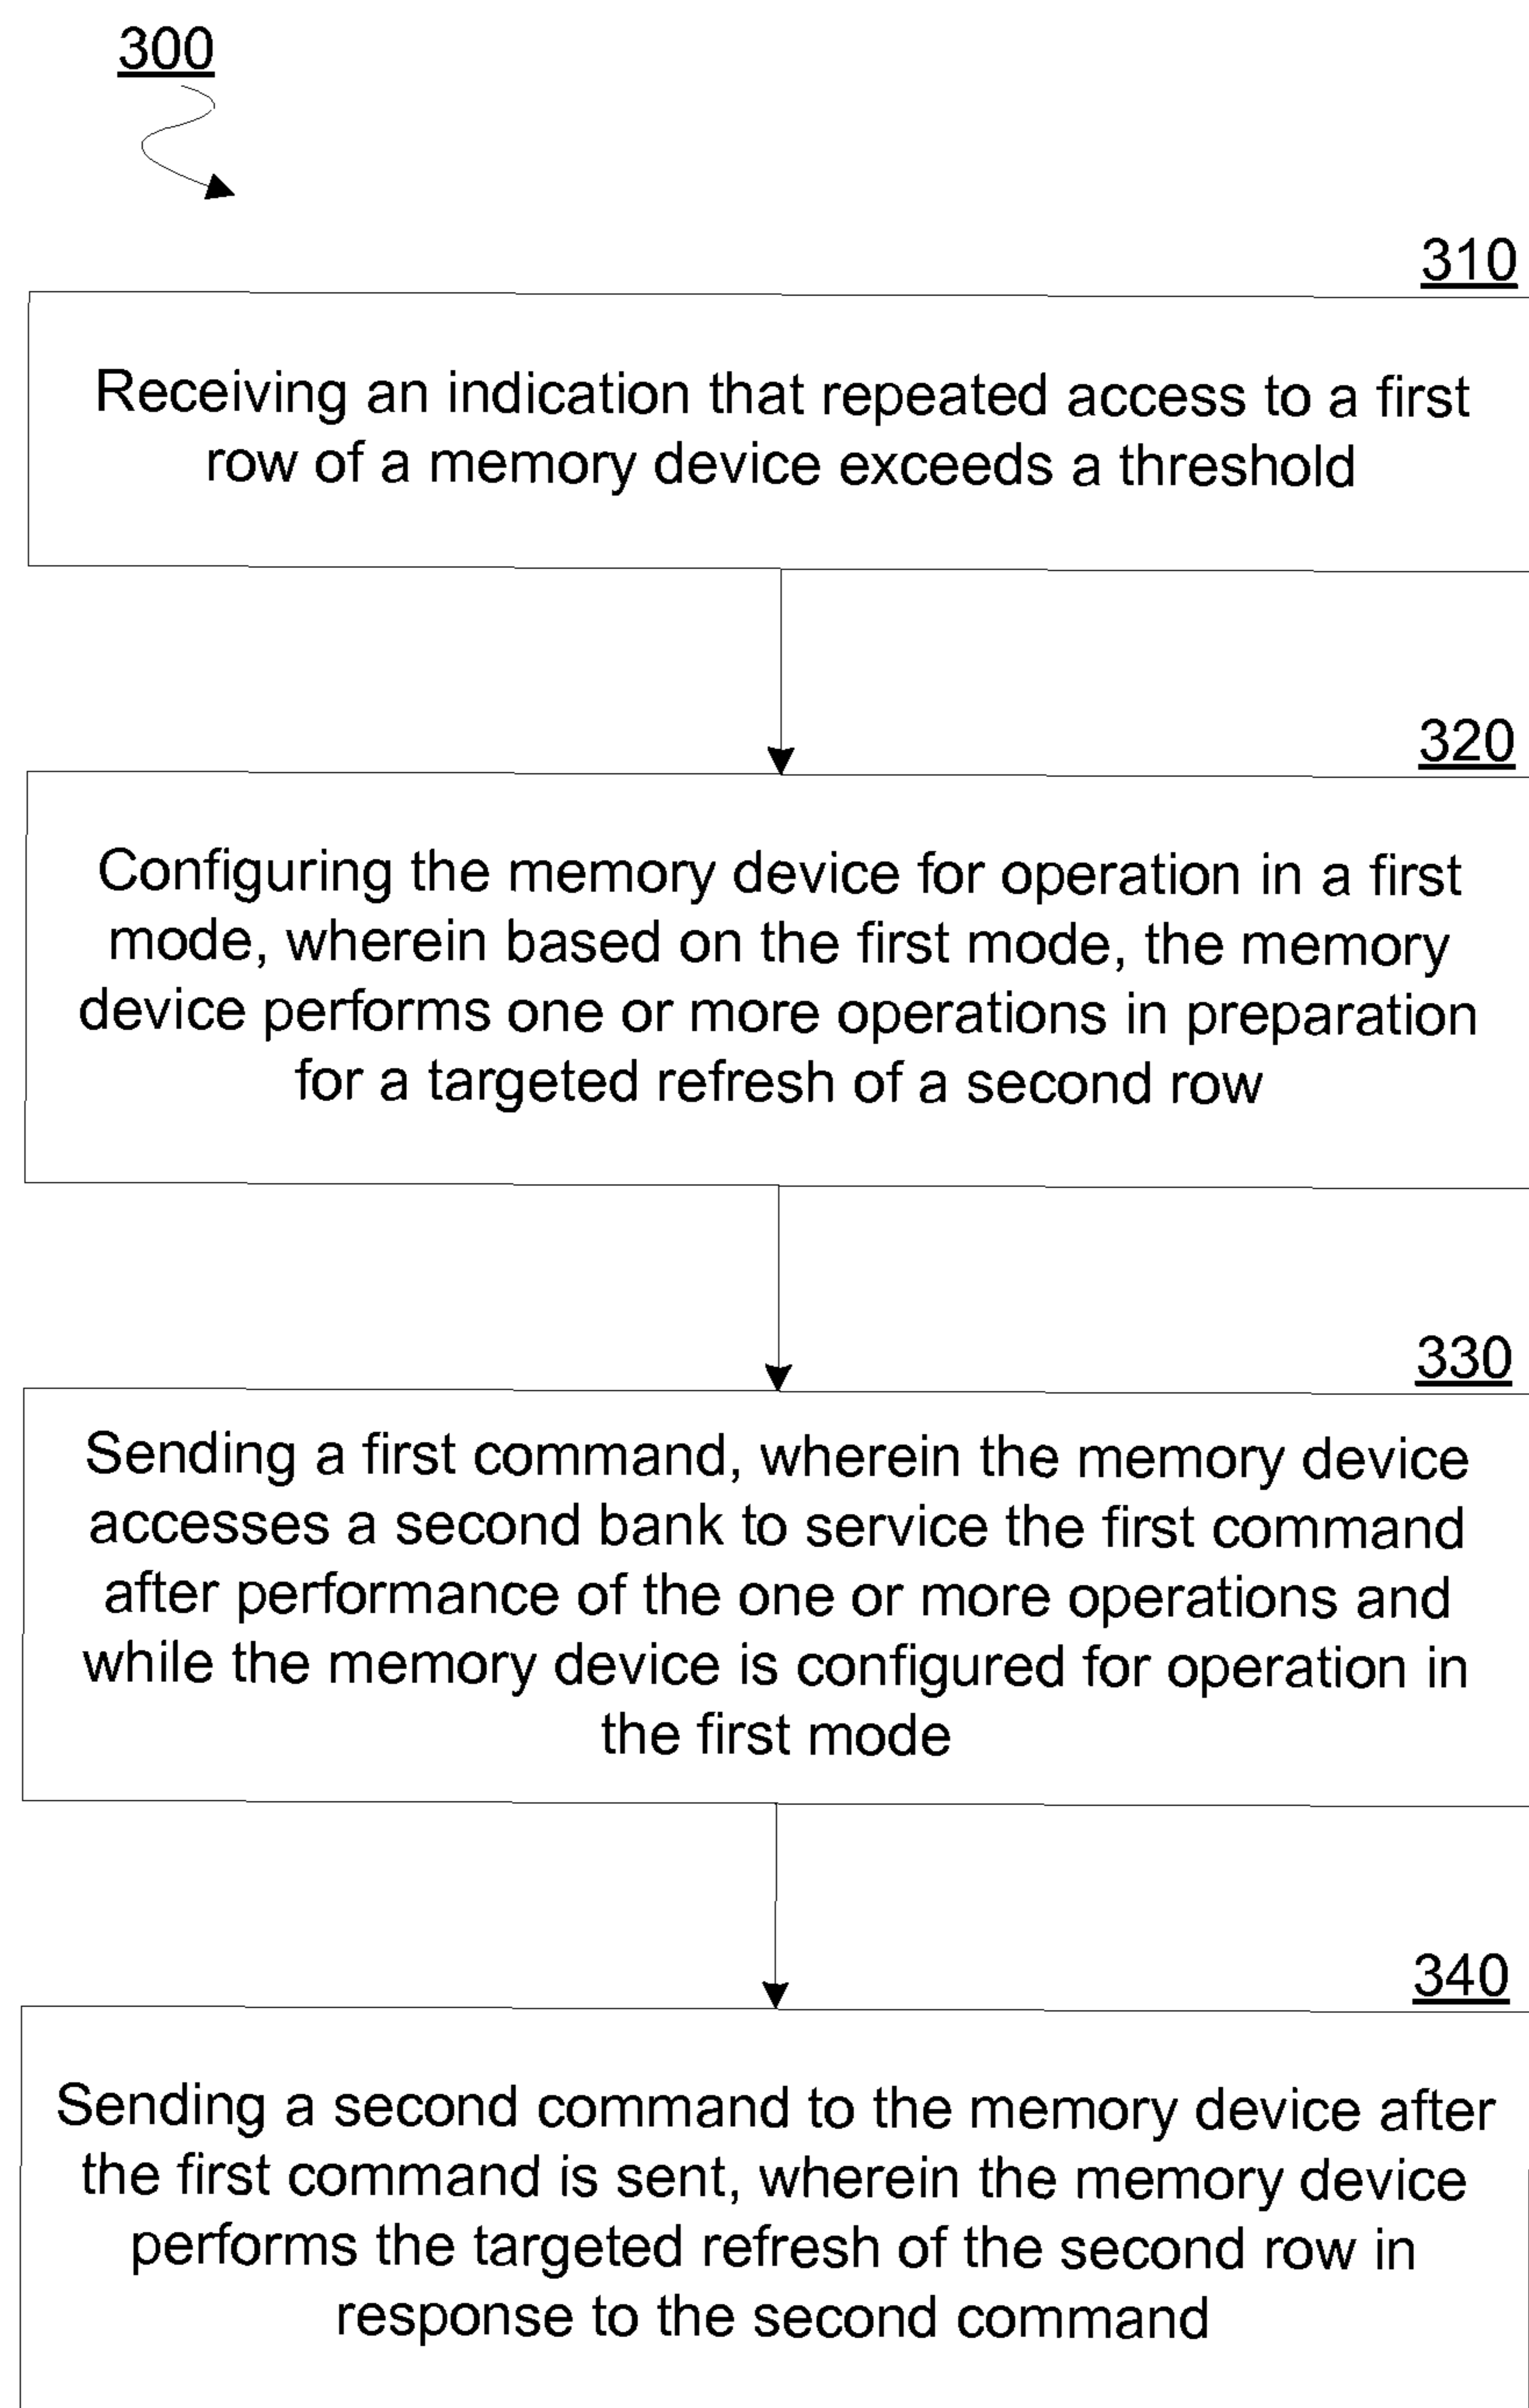 300
310
Receiving an indication that repeated access to a first
row of a memory device exceeds a threshold
320
Configuring the memory device for operation in a first
mode, wherein based on the first mode, the memory
device performs one or more operations in preparation
for a targeted refresh of a second row
330
Sending a first command, wherein the memory device
accesses a second bank to service the first command
after performance of the one or more operations and
while the memory device is configured for operation in
the first mode
340
Sending a second command to the memory device after
the first command is sent, wherein the memory device
performs the targeted refresh of the second row in
response to the second command